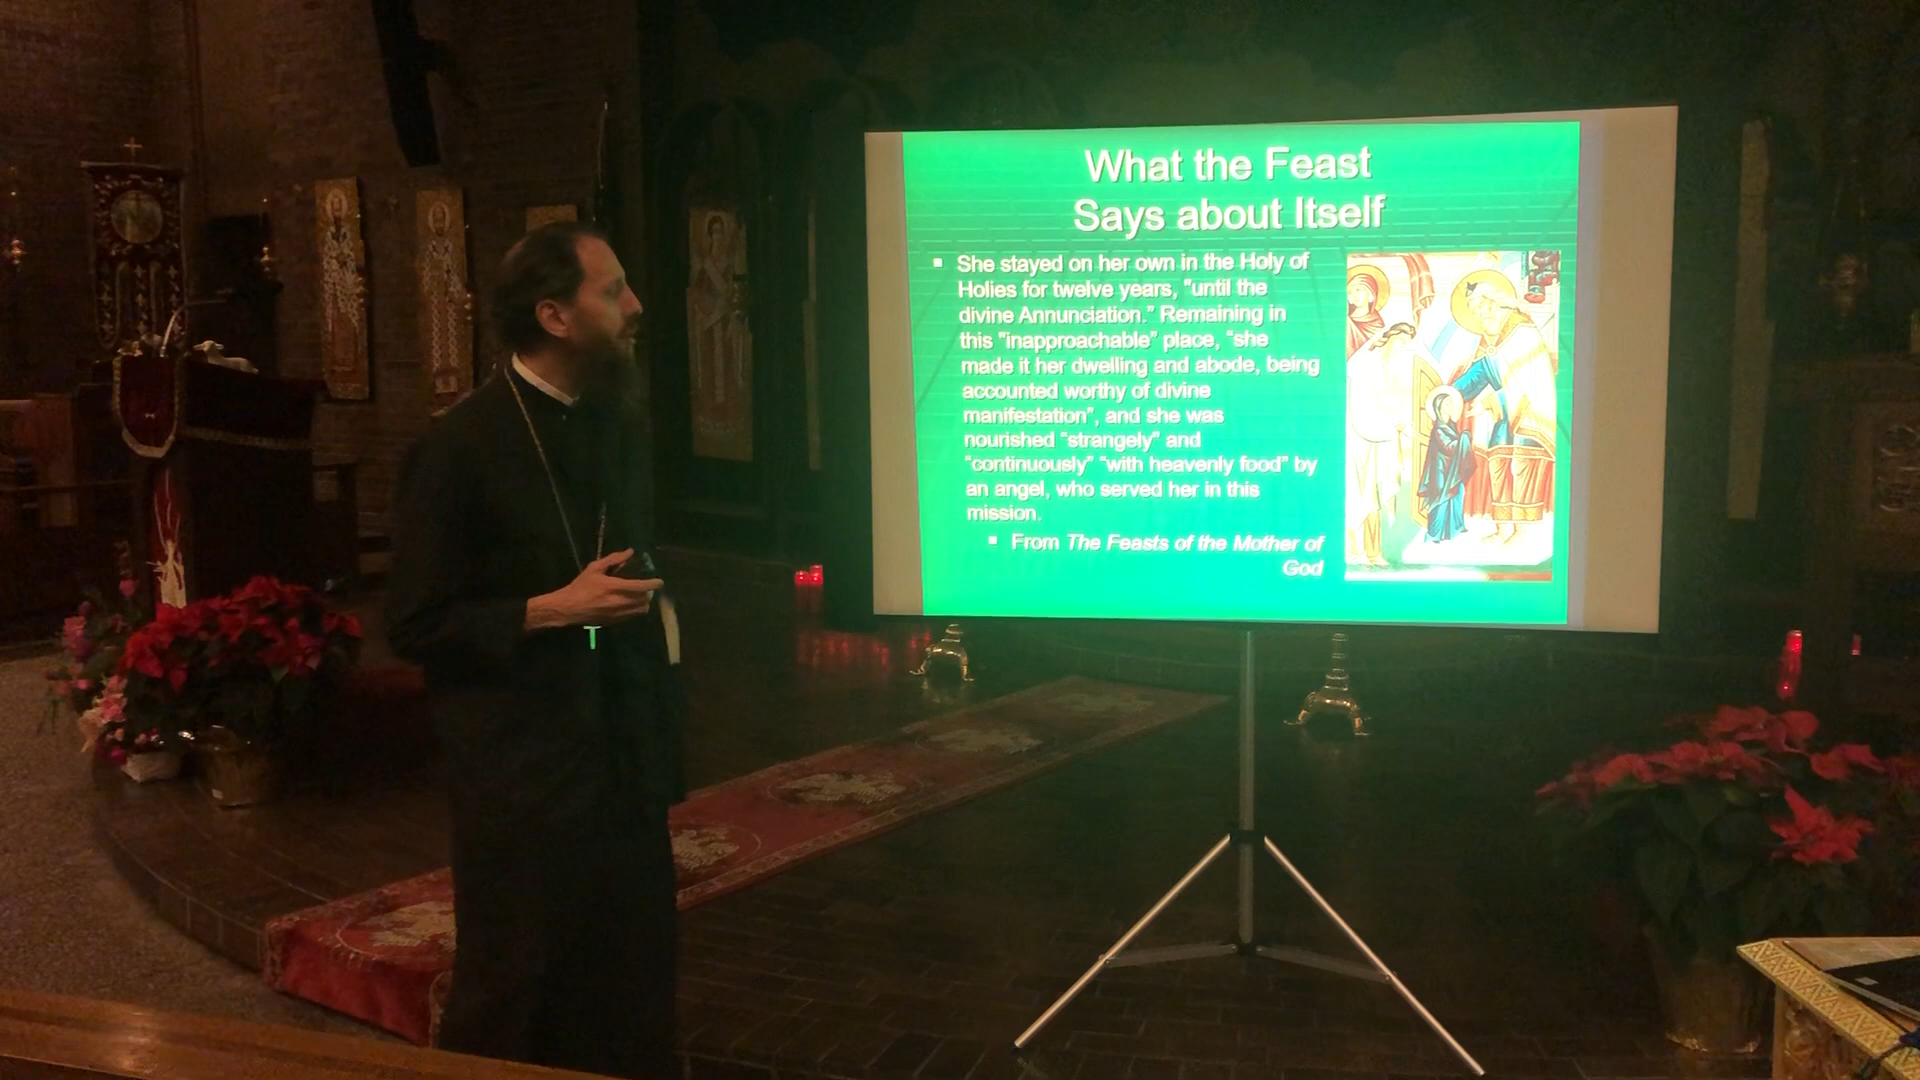 What the Feast
Says about Itself
▪ She stayed on her own in the Holy of
Holies for twelve years, "until the
divine Annunciation." Remaining in
this "inapproachable" place, "she
made it her dwelling and abode, being
accounted worthy of divine
manifestation", and she was
nourished "strangely" and
"continuously" "with heavenly food" by
an angel, who served her in this
mission.
▪ From The Feasts of the Mother of
God